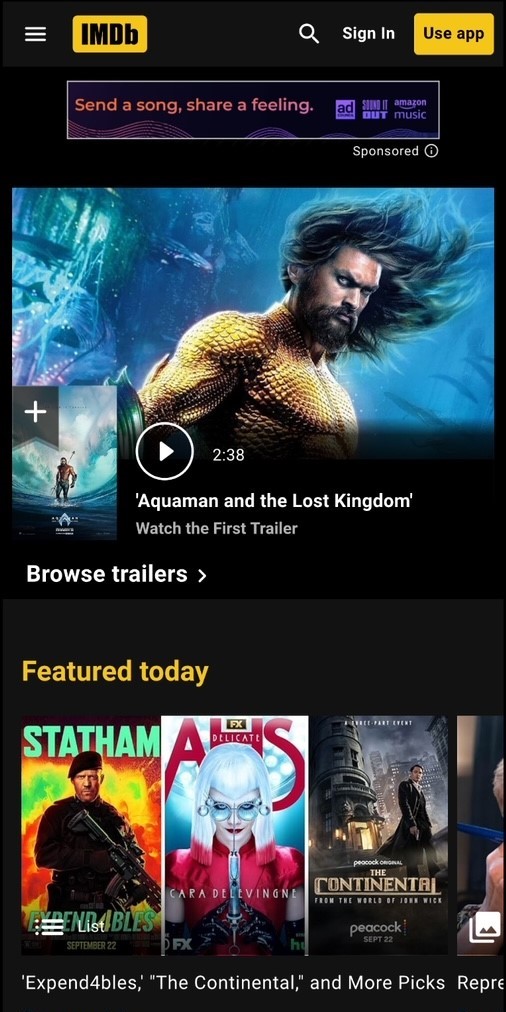 IMDb
Sign In
Use app
Send a song, share a feeling.
ad
SOUND IT OUT
amazon music
Sponsored
2:38
'Aquaman and the Lost Kingdom'
Watch the First Trailer
Browse trailers
Featured today
STATHAM
EXPEND4BLES
List
SEPTEMBER 22
FX
DELICATE
AHS
CARA DELEVINGNE
FX
hu
A THREE-PART EVENT
peacock ORIGINAL
THE
CONTINENTAL
FROM THE WORLD OF JOHN WICK
peacock
SEPT 22
'Expend4bles,' "The Continental," and More Picks
Repre